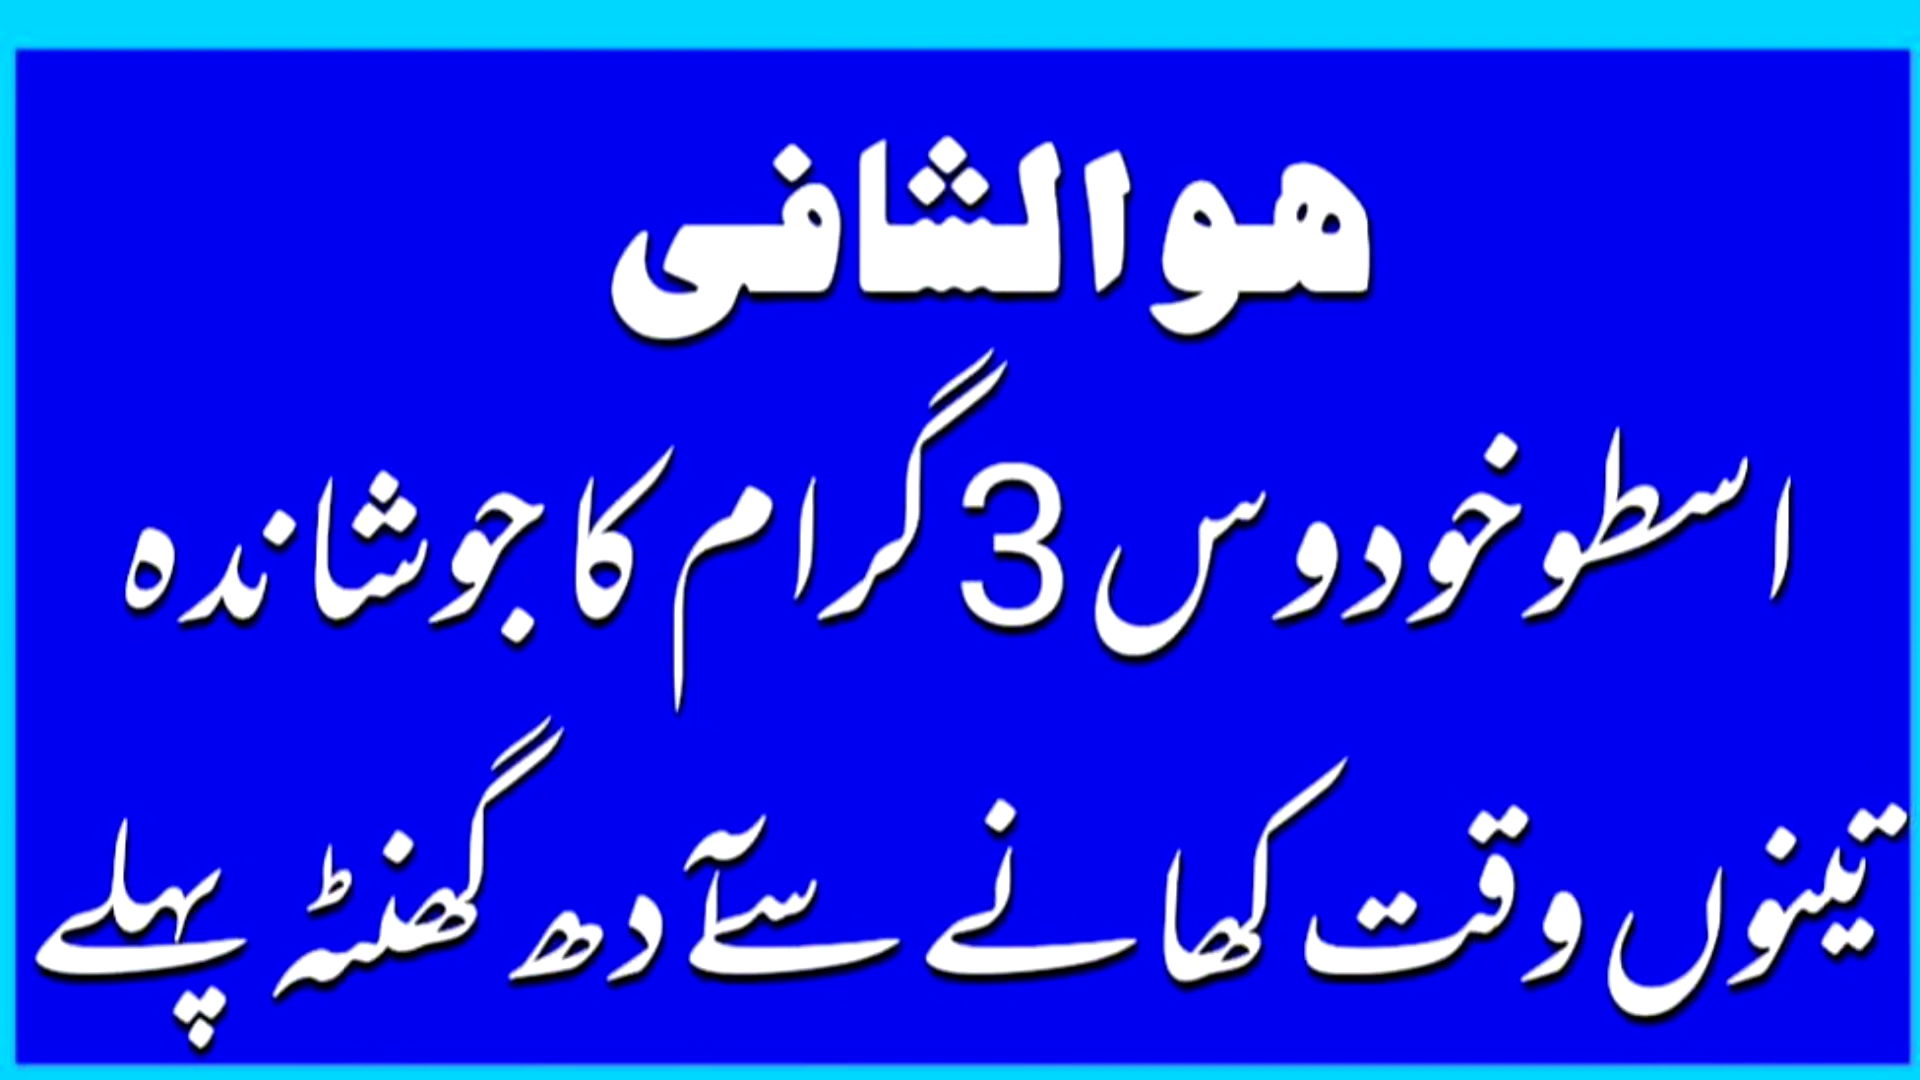 ھوالشافی
اسطوخودوس 3 گرام کا جوشاندہ
تینوں وقت کھانے سے آدھ گھنٹہ پہلے